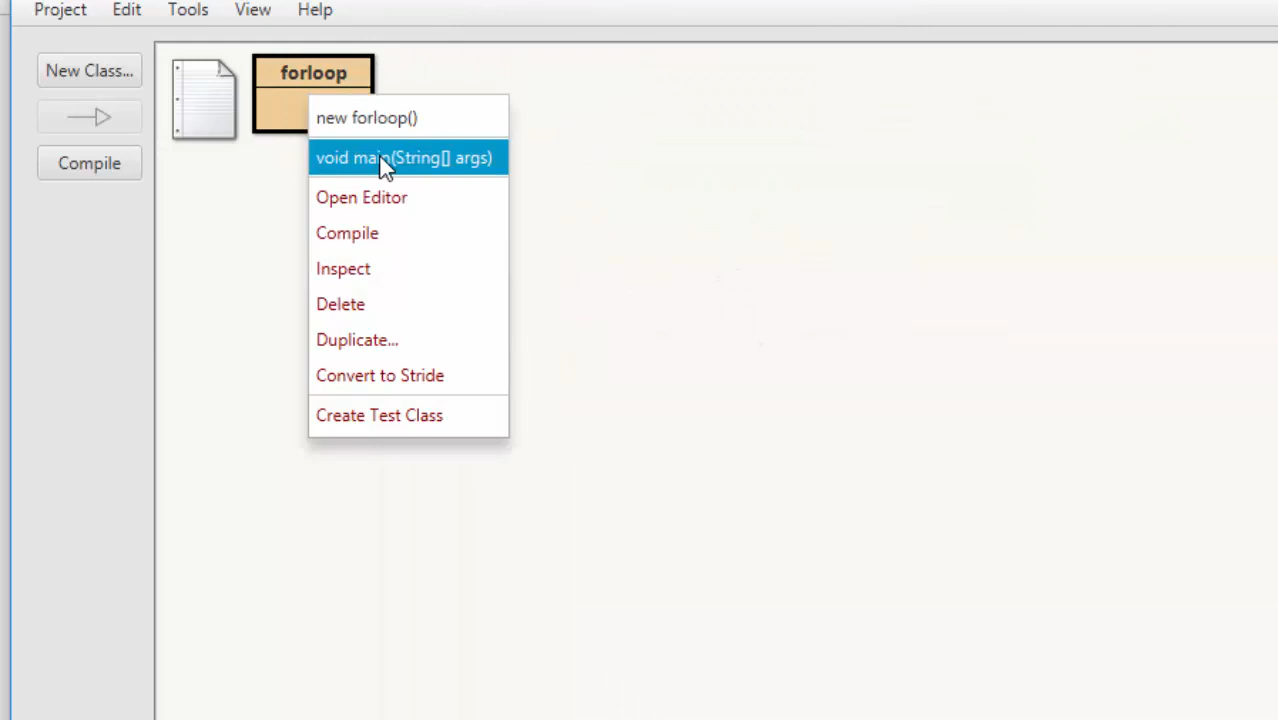 Project Edit Tools View Help
New Class...
Compile
forloop
new forloop()
void main(String[] args)
Open Editor
Compile
Inspect
Delete
Duplicate...
Convert to Stride
Create Test Class